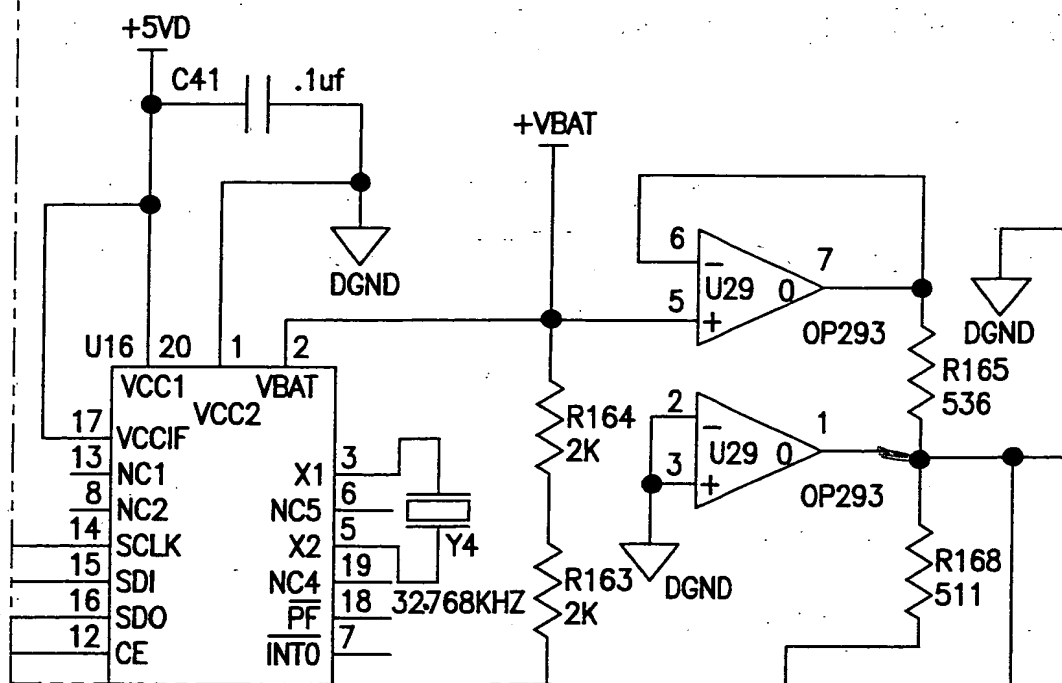 +5VD
C41 .1uf
+VBAT
DGND
6 − 7
U29 O
5 +
OP293
DGND
R165
536
U16 20 1 2
VCC1 VBAT
VCC2
17 VCCIF
13 NC1
8 NC2
14 SCLK
15 SDI
16 SDO
12 CE
3 X1
6 NC5
5 X2
19 NC4
18 PF
7 INT0
Y4
32.768KHZ
R164
2K
R163
2K
2 − 1
U29 O
3 +
OP293
DGND
R168
511